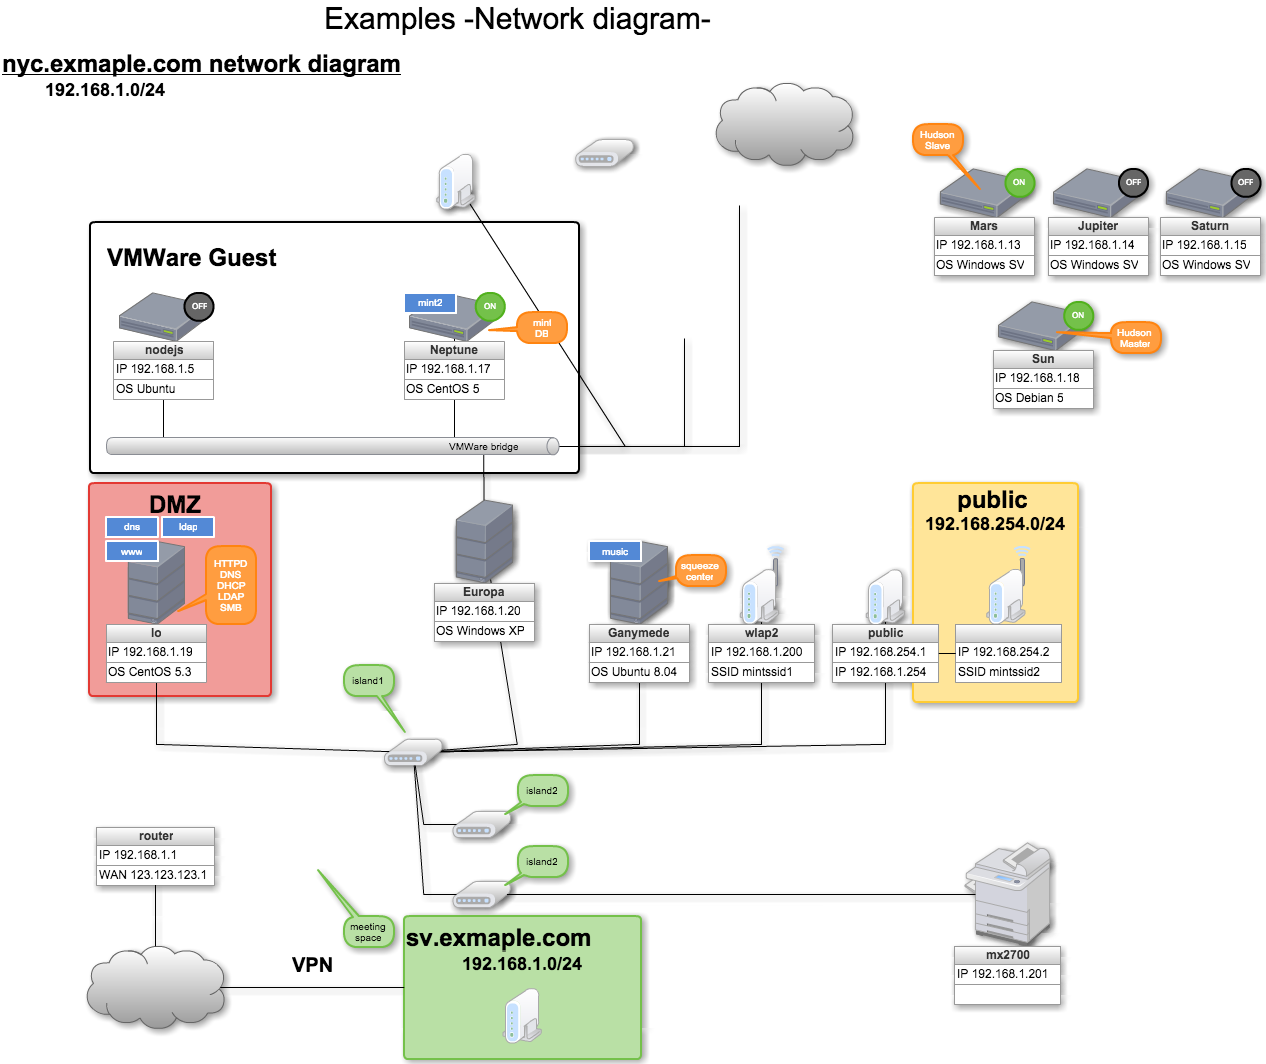 Examples -Network diagram-
nyc.exmaple.com network diagram
192.168.1.0/24
Hudson
Slave
ON
OFF
OFF
Mars
IP 192.168.1.13
OS Windows SV
Jupiter
IP 192.168.1.14
OS Windows SV
Saturn
IP 192.168.1.15
OS Windows SV
ON
Hudson
Master
Sun
IP 192.168.1.18
OS Debian 5
VMWare Guest
OFF
nodejs
IP 192.168.1.5
OS Ubuntu
mint2
ON
mint
DB
Neptune
IP 192.168.1.17
OS CentOS 5
VMWare bridge
DMZ
dns
ldap
www
HTTPD
DNS
DHCP
LDAP
SMB
Io
IP 192.168.1.19
OS CentOS 5.3
Europa
IP 192.168.1.20
OS Windows XP
music
squeeze
center
Ganymede
IP 192.168.1.21
OS Ubuntu 8.04
wlap2
IP 192.168.1.200
SSID mintssid1
public
192.168.254.0/24
public
IP 192.168.254.1
IP 192.168.1.254
IP 192.168.254.2
SSID mintssid2
island1
island2
island2
router
IP 192.168.1.1
WAN 123.123.123.1
meeting
space
VPN
sv.exmaple.com
192.168.1.0/24
mx2700
IP 192.168.1.201